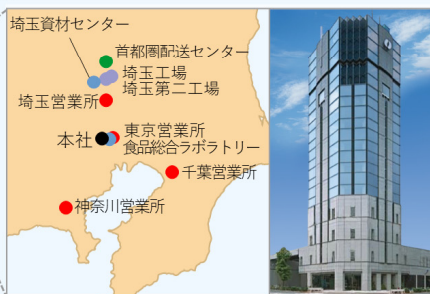 埼玉資材センター
首都圏配送センター
埼玉工場
埼玉第二工場
埼玉営業所
本社
東京営業所
食品総合ラボラトリー
千葉営業所
神奈川営業所